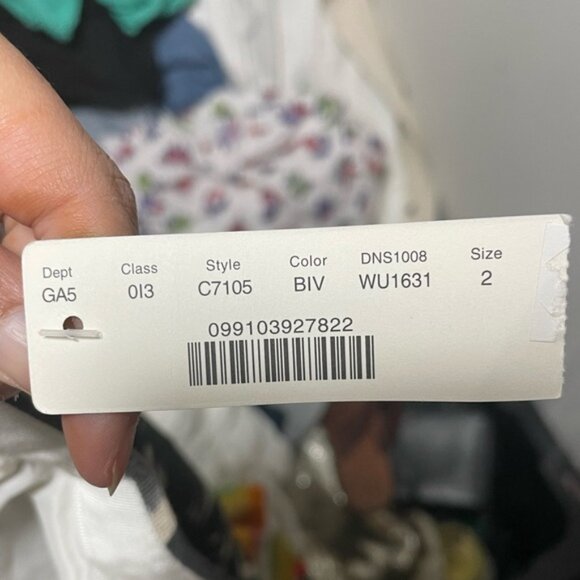 Dept Class Style Color DNS1008 Size
GA5 0I3 C7105 BIV WU1631 2
099103927822